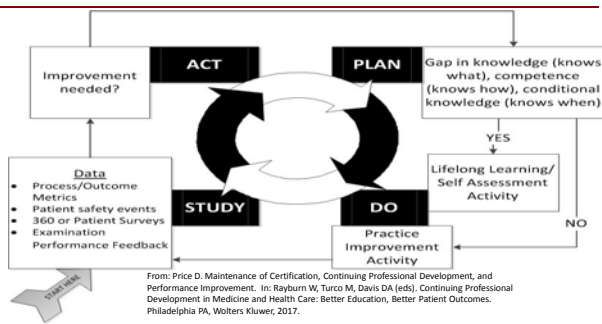 Improvement
needed?
ACT
PLAN
Gap in knowledge (knows
what), competence
(knows how), conditional
knowledge (knows when)
YES
Lifelong Learning/
Self Assessment
Activity
NO
Data
• Process/Outcome
Metrics
• Patient safety events
• 360 or Patient Surveys
• Examination
Performance Feedback
STUDY
DO
Practice
Improvement
Activity
START HERE
From: Price D. Maintenance of Certification, Continuing Professional Development, and
Performance Improvement. In: Rayburn W, Turco M, Davis DA (eds). Continuing Professional
Development in Medicine and Health Care: Better Education, Better Patient Outcomes.
Philadelphia PA, Wolters Kluwer, 2017.